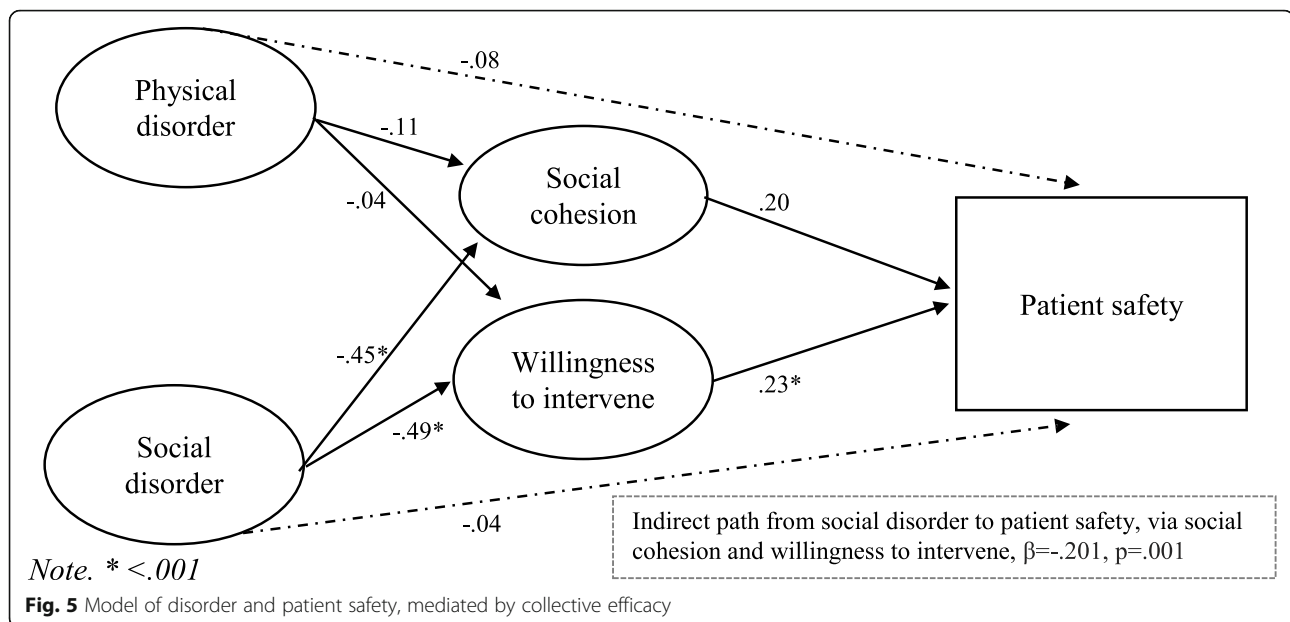 -.08
Physical
disorder
-.11
Social
cohesion
-.04
.20
Patient safety
-.45*
Willingness
to intervene
.23*
-.49*
Social
disorder
-.04
Indirect path from social disorder to patient safety, via social
cohesion and willingness to intervene, β=-.201, p=.001
Note. * <.001
Fig. 5 Model of disorder and patient safety, mediated by collective efficacy